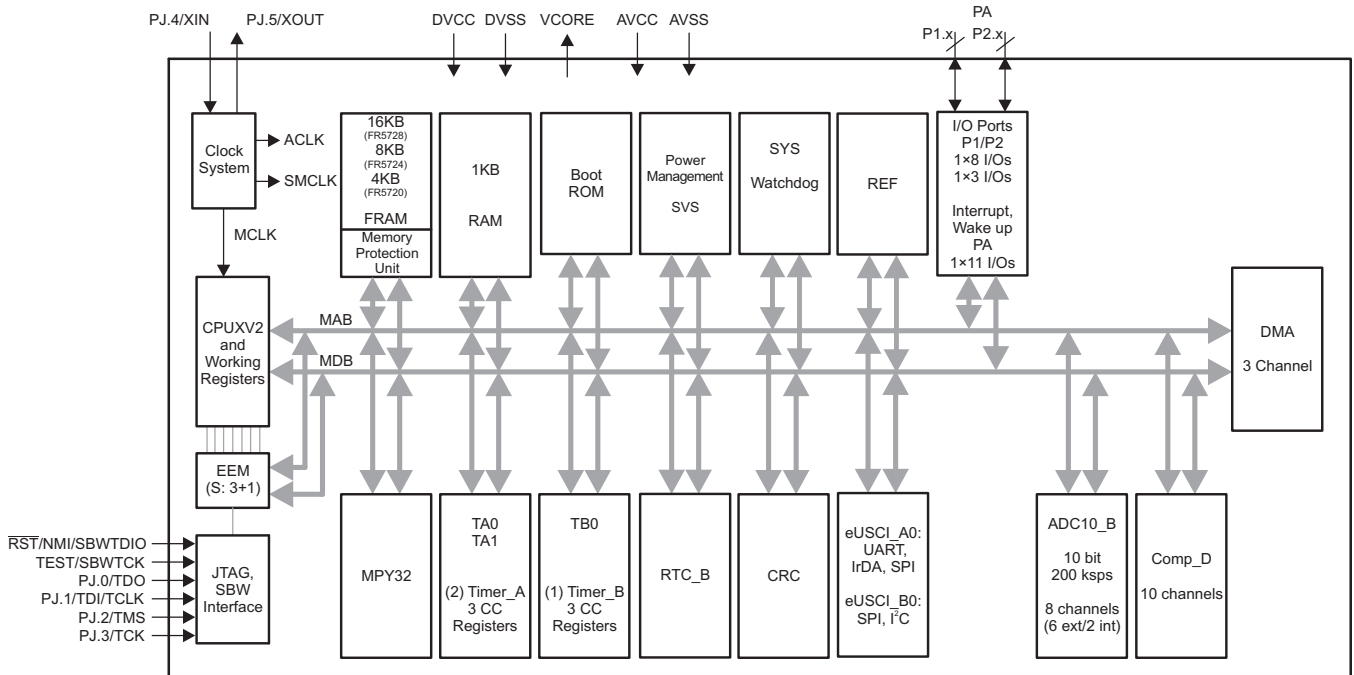 PJ.4/XIN
PJ.5/XOUT
DVCC
DVSS
VCORE
AVCC
AVSS
PA
P1.x
P2.x
Clock
System
ACLK
SMCLK
MCLK
16KB
(FR5728)
8KB
(FR5724)
4KB
(FR5720)
FRAM
Memory
Protection
Unit
1KB
RAM
Boot
ROM
Power
Management
SVS
SYS
Watchdog
REF
I/O Ports
P1/P2
1×8 I/Os
1×3 I/Os
Interrupt,
Wake up
PA
1×11 I/Os
CPUXV2
and
Working
Registers
MAB
MDB
DMA
3 Channel
EEM
(S: 3+1)
RST/NMI/SBWTDIO
TEST/SBWTCK
PJ.0/TDO
PJ.1/TDI/TCLK
PJ.2/TMS
PJ.3/TCK
JTAG,
SBW
Interface
MPY32
TA0
TA1
(2) Timer_A
3 CC
Registers
TB0
(1) Timer_B
3 CC
Registers
RTC_B
CRC
eUSCI_A0:
UART,
IrDA, SPI
eUSCI_B0:
SPI, I²C
ADC10_B
10 bit
200 ksps
8 channels
(6 ext/2 int)
Comp_D
10 channels